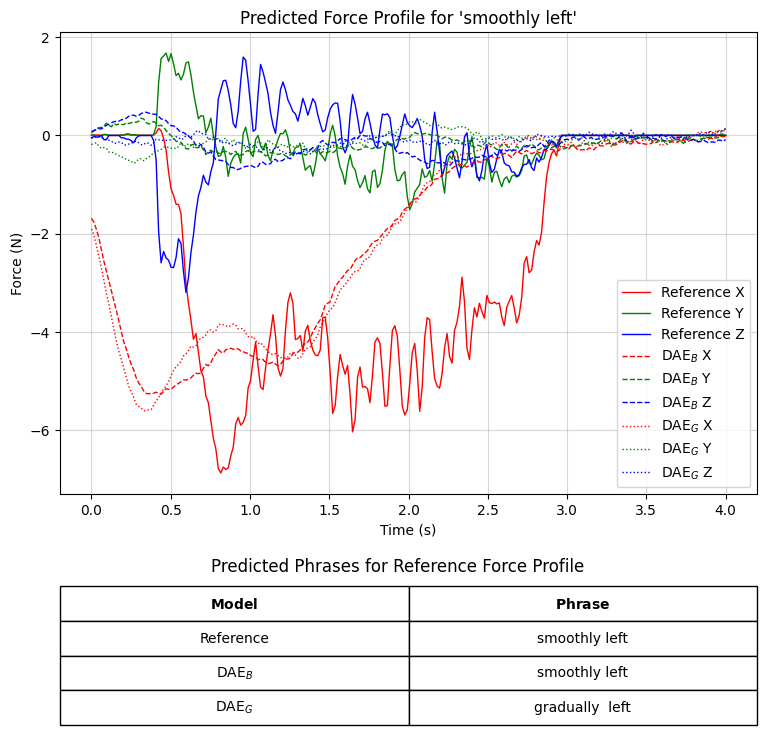 Predicted Force Profile for 'smoothly left'
2
0
−2
−4
−6
Force (N)
0.0 0.5 1.0 1.5 2.0 2.5 3.0 3.5 4.0
Time (s)
Reference X
Reference Y
Reference Z
DAE_B X
DAE_B Y
DAE_B Z
DAE_G X
DAE_G Y
DAE_G Z
Predicted Phrases for Reference Force Profile
Model Phrase
Reference smoothly left
DAE_B smoothly left
DAE_G gradually  left